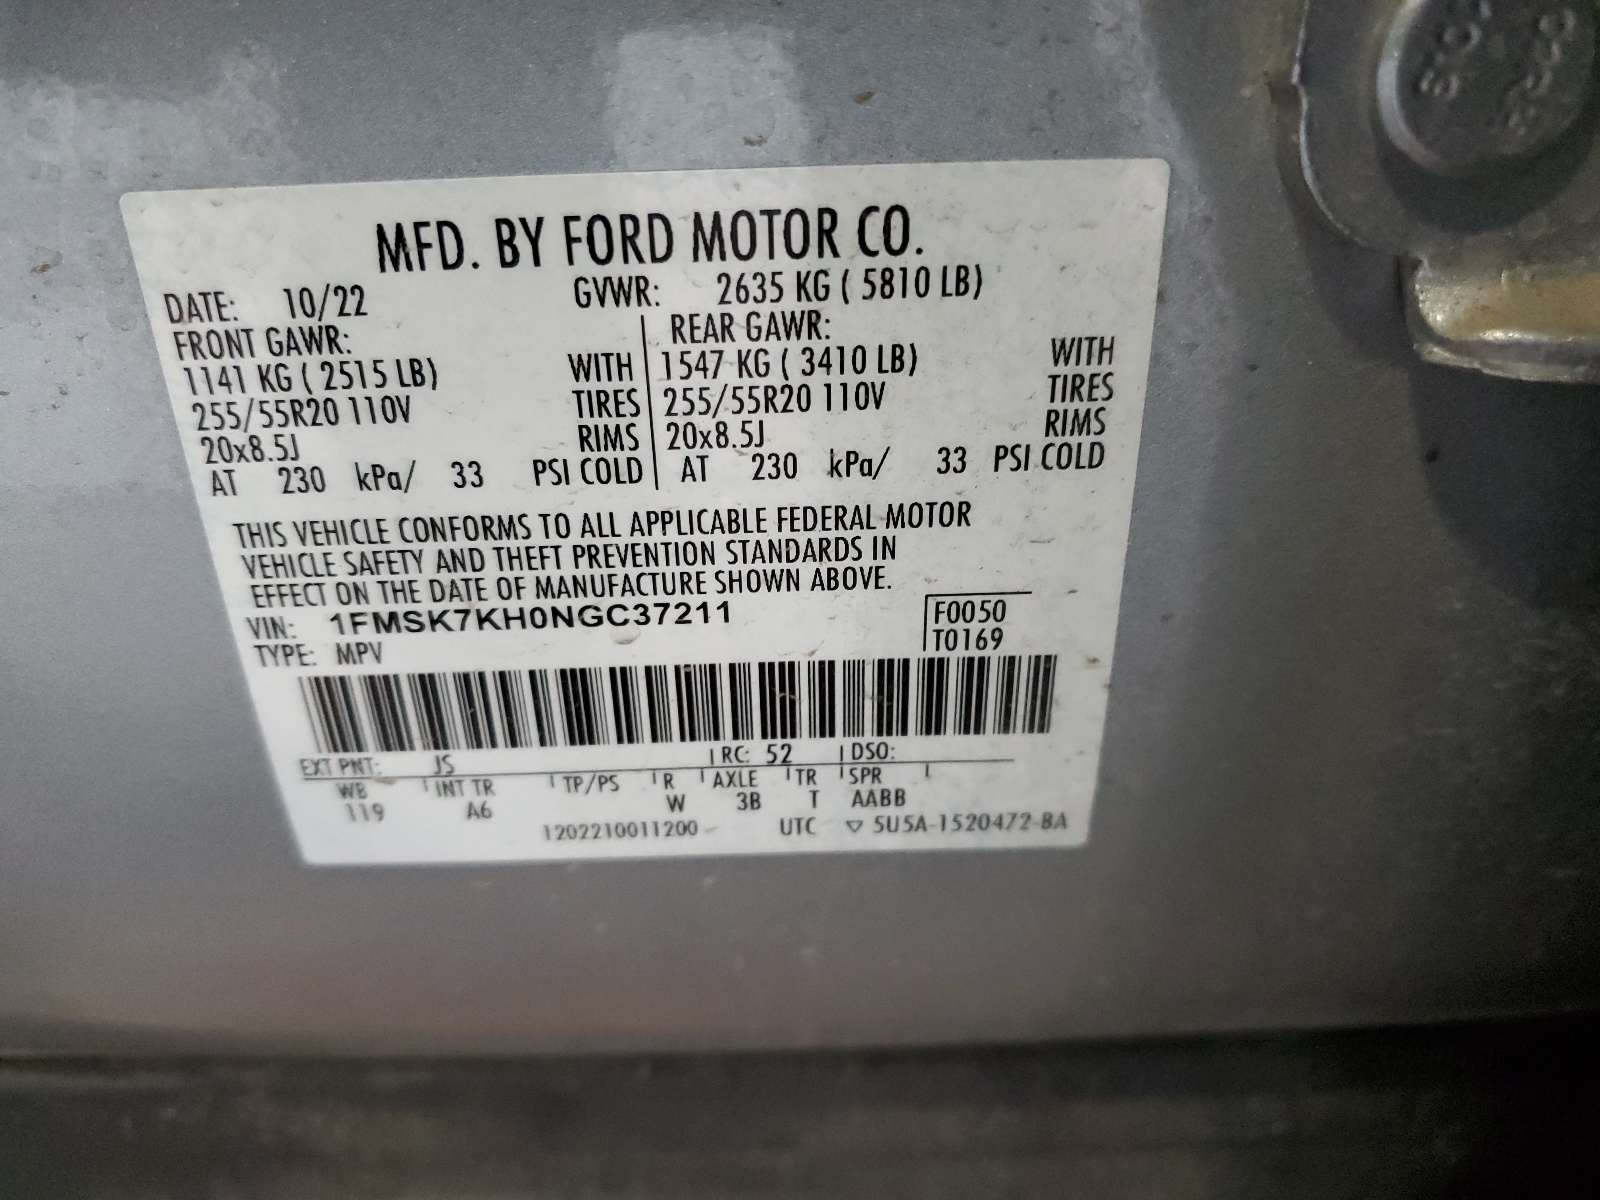 MFD. BY FORD MOTOR CO.
DATE: 10/22 GVWR: 2635 KG ( 5810 LB)
FRONT GAWR: REAR GAWR:
1141 KG ( 2515 LB) WITH 1547 KG ( 3410 LB) WITH
255/55R20 110V TIRES 255/55R20 110V TIRES
20x8.5J RIMS 20x8.5J RIMS
AT 230 kPa/ 33 PSI COLD AT 230 kPa/ 33 PSI COLD
THIS VEHICLE CONFORMS TO ALL APPLICABLE FEDERAL MOTOR
VEHICLE SAFETY AND THEFT PREVENTION STANDARDS IN
EFFECT ON THE DATE OF MANUFACTURE SHOWN ABOVE.
VIN: 1FMSK7KH0NGC37211 F0050
TYPE: MPV T0169
EXT PNT: JS RC: 52 DSO:
WB INT TR TP/PS R AXLE TR SPR
119 A6 W 3B T AABB
1202210011200 UTC ▽ 5U5A-1520472-BA